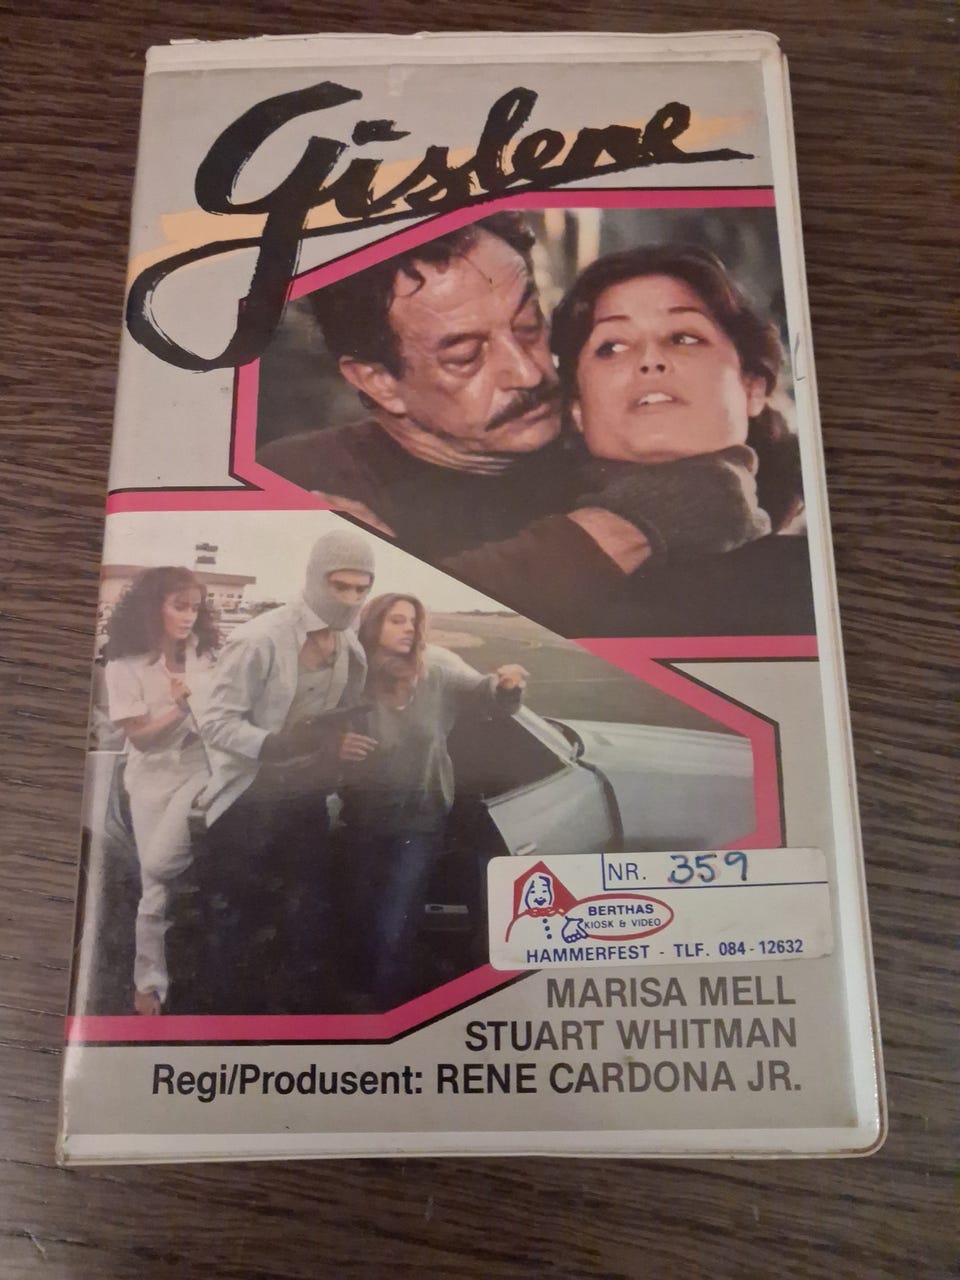 Gislene
NR. 359
BERTHAS
KIOSK & VIDEO
HAMMERFEST - TLF. 084-12632
MARISA MELL
STUART WHITMAN
Regi/Produsent: RENE CARDONA JR.